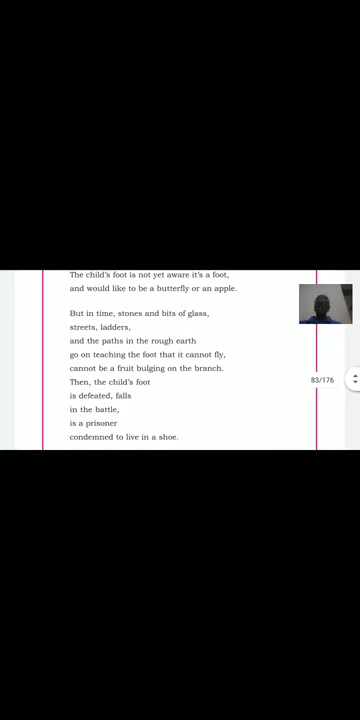 The child's foot is not yet aware it's a foot,
and would like to be a butterfly or an apple.
But in time, stones and bits of glass,
streets, ladders,
and the paths in the rough earth
go on teaching the foot that it cannot fly,
cannot be a fruit bulging on the branch.
Then, the child's foot
is defeated, falls
in the battle,
is a prisoner
condemned to live in a shoe.
83/176